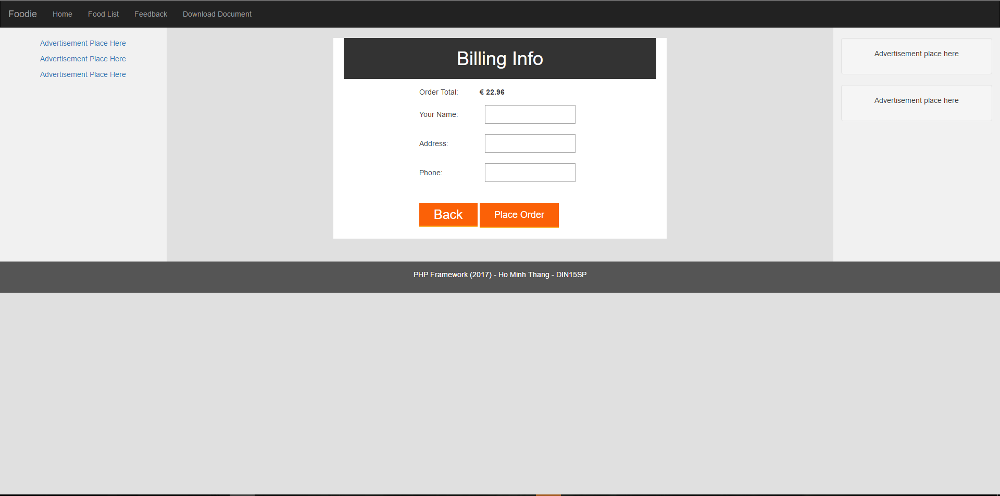 Foodie Home Food List Feedback Download Document
Advertisement Place Here
Advertisement Place Here
Advertisement Place Here
Billing Info
Order Total: € 22.96
Your Name:
Address:
Phone:
Back Place Order
Advertisement place here
Advertisement place here
PHP Framework (2017) - Ho Minh Thang - DIN15SP